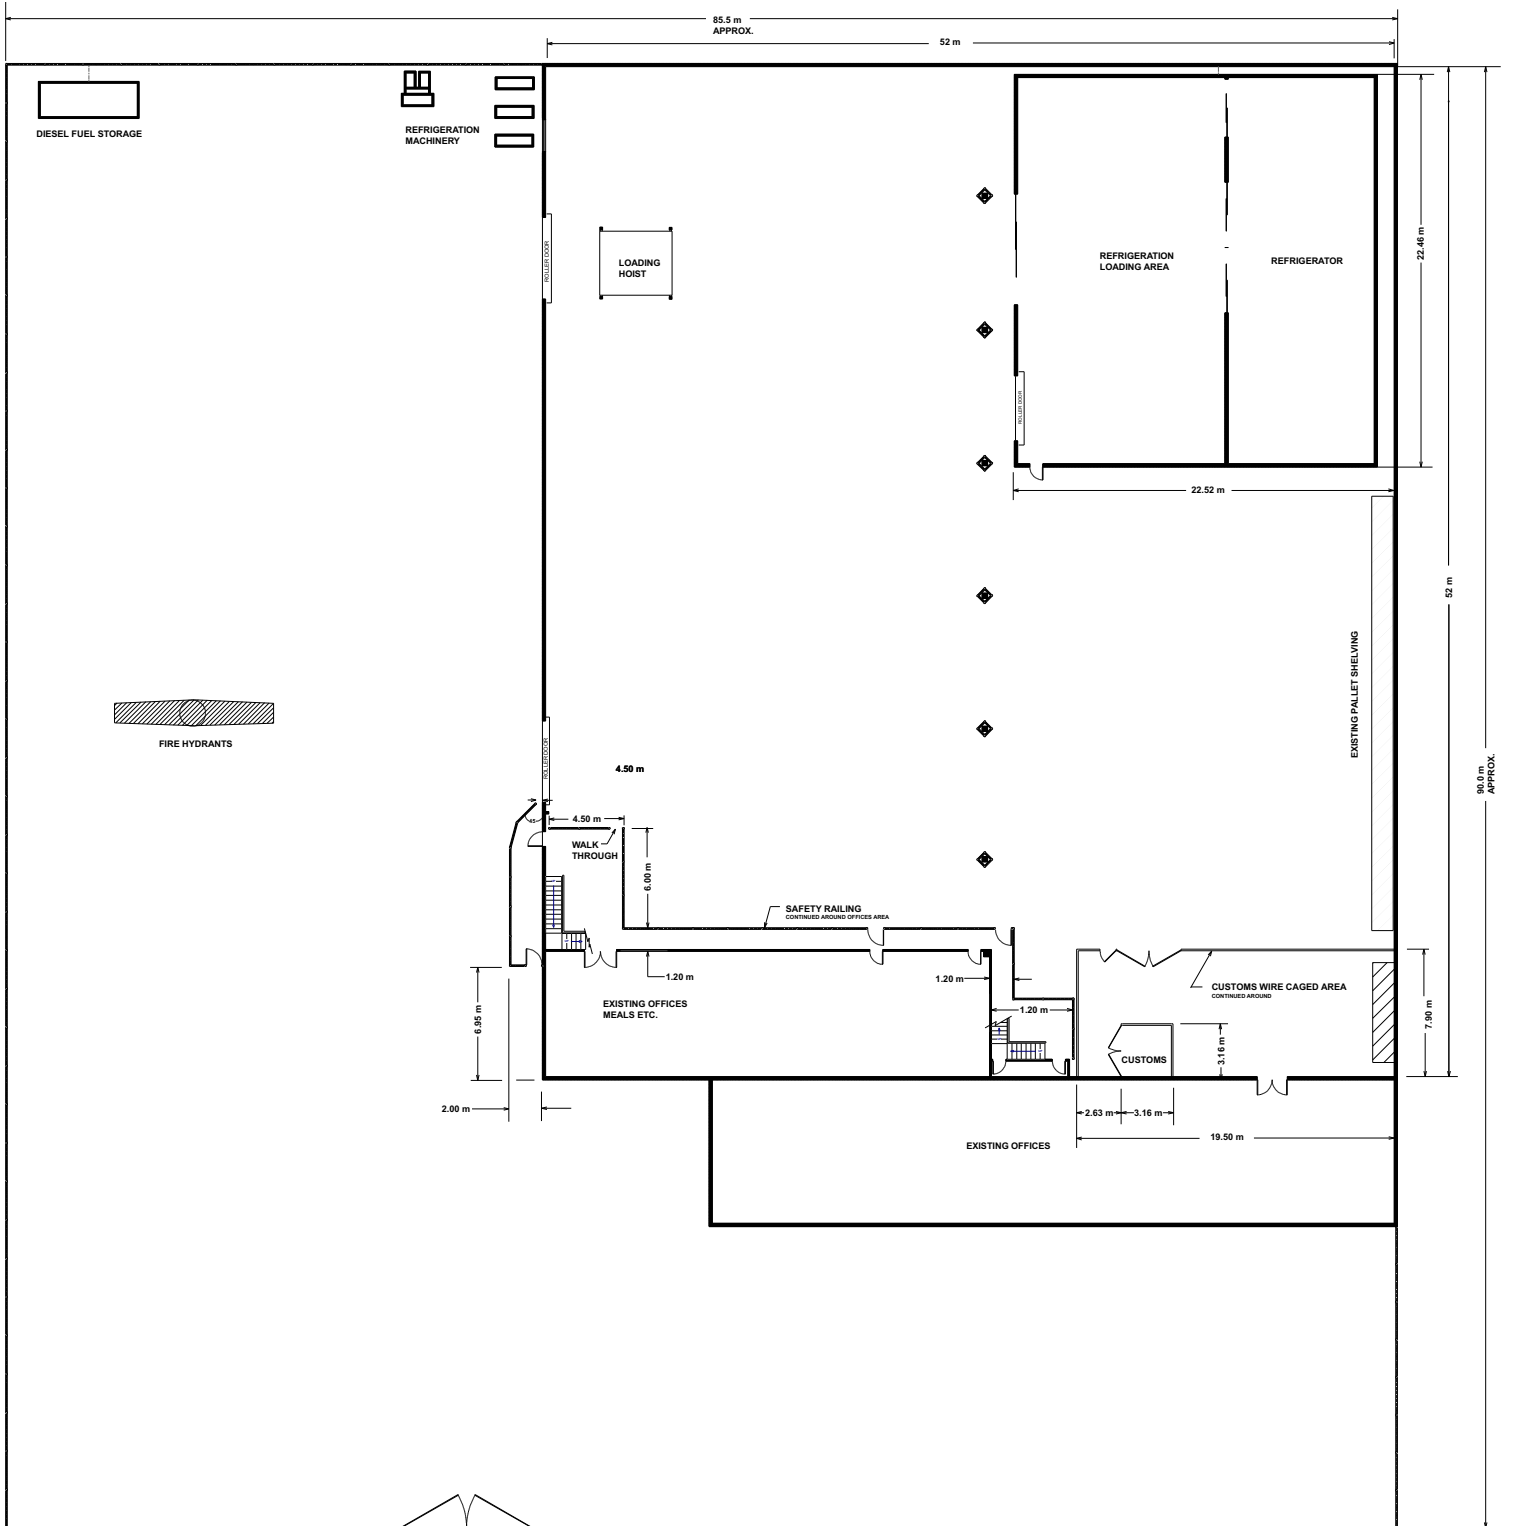 85.5 m
APPROX.
52 m
DIESEL FUEL STORAGE
REFRIGERATION
MACHINERY
ROLLER DOOR
LOADING
HOIST
REFRIGERATION
LOADING AREA
REFRIGERATOR
22.46 m
ROLLER DOOR
22.52 m
52 m
EXISTING PALLET SHELVING
FIRE HYDRANTS
ROLLER DOOR
4.50 m
90.0 m
APPROX.
4.50 m
45
WALK
THROUGH
6.00 m
SAFETY RAILING
CONTINUED AROUND OFFICES AREA
1.20 m
1.20 m
EXISTING OFFICES
MEALS ETC.
CUSTOMS WIRE CAGED AREA
CONTINUED AROUND
6.95 m
1.20 m
7.90 m
3.16 m
CUSTOMS
2.00 m
2.63 m
3.16 m
19.50 m
EXISTING OFFICES